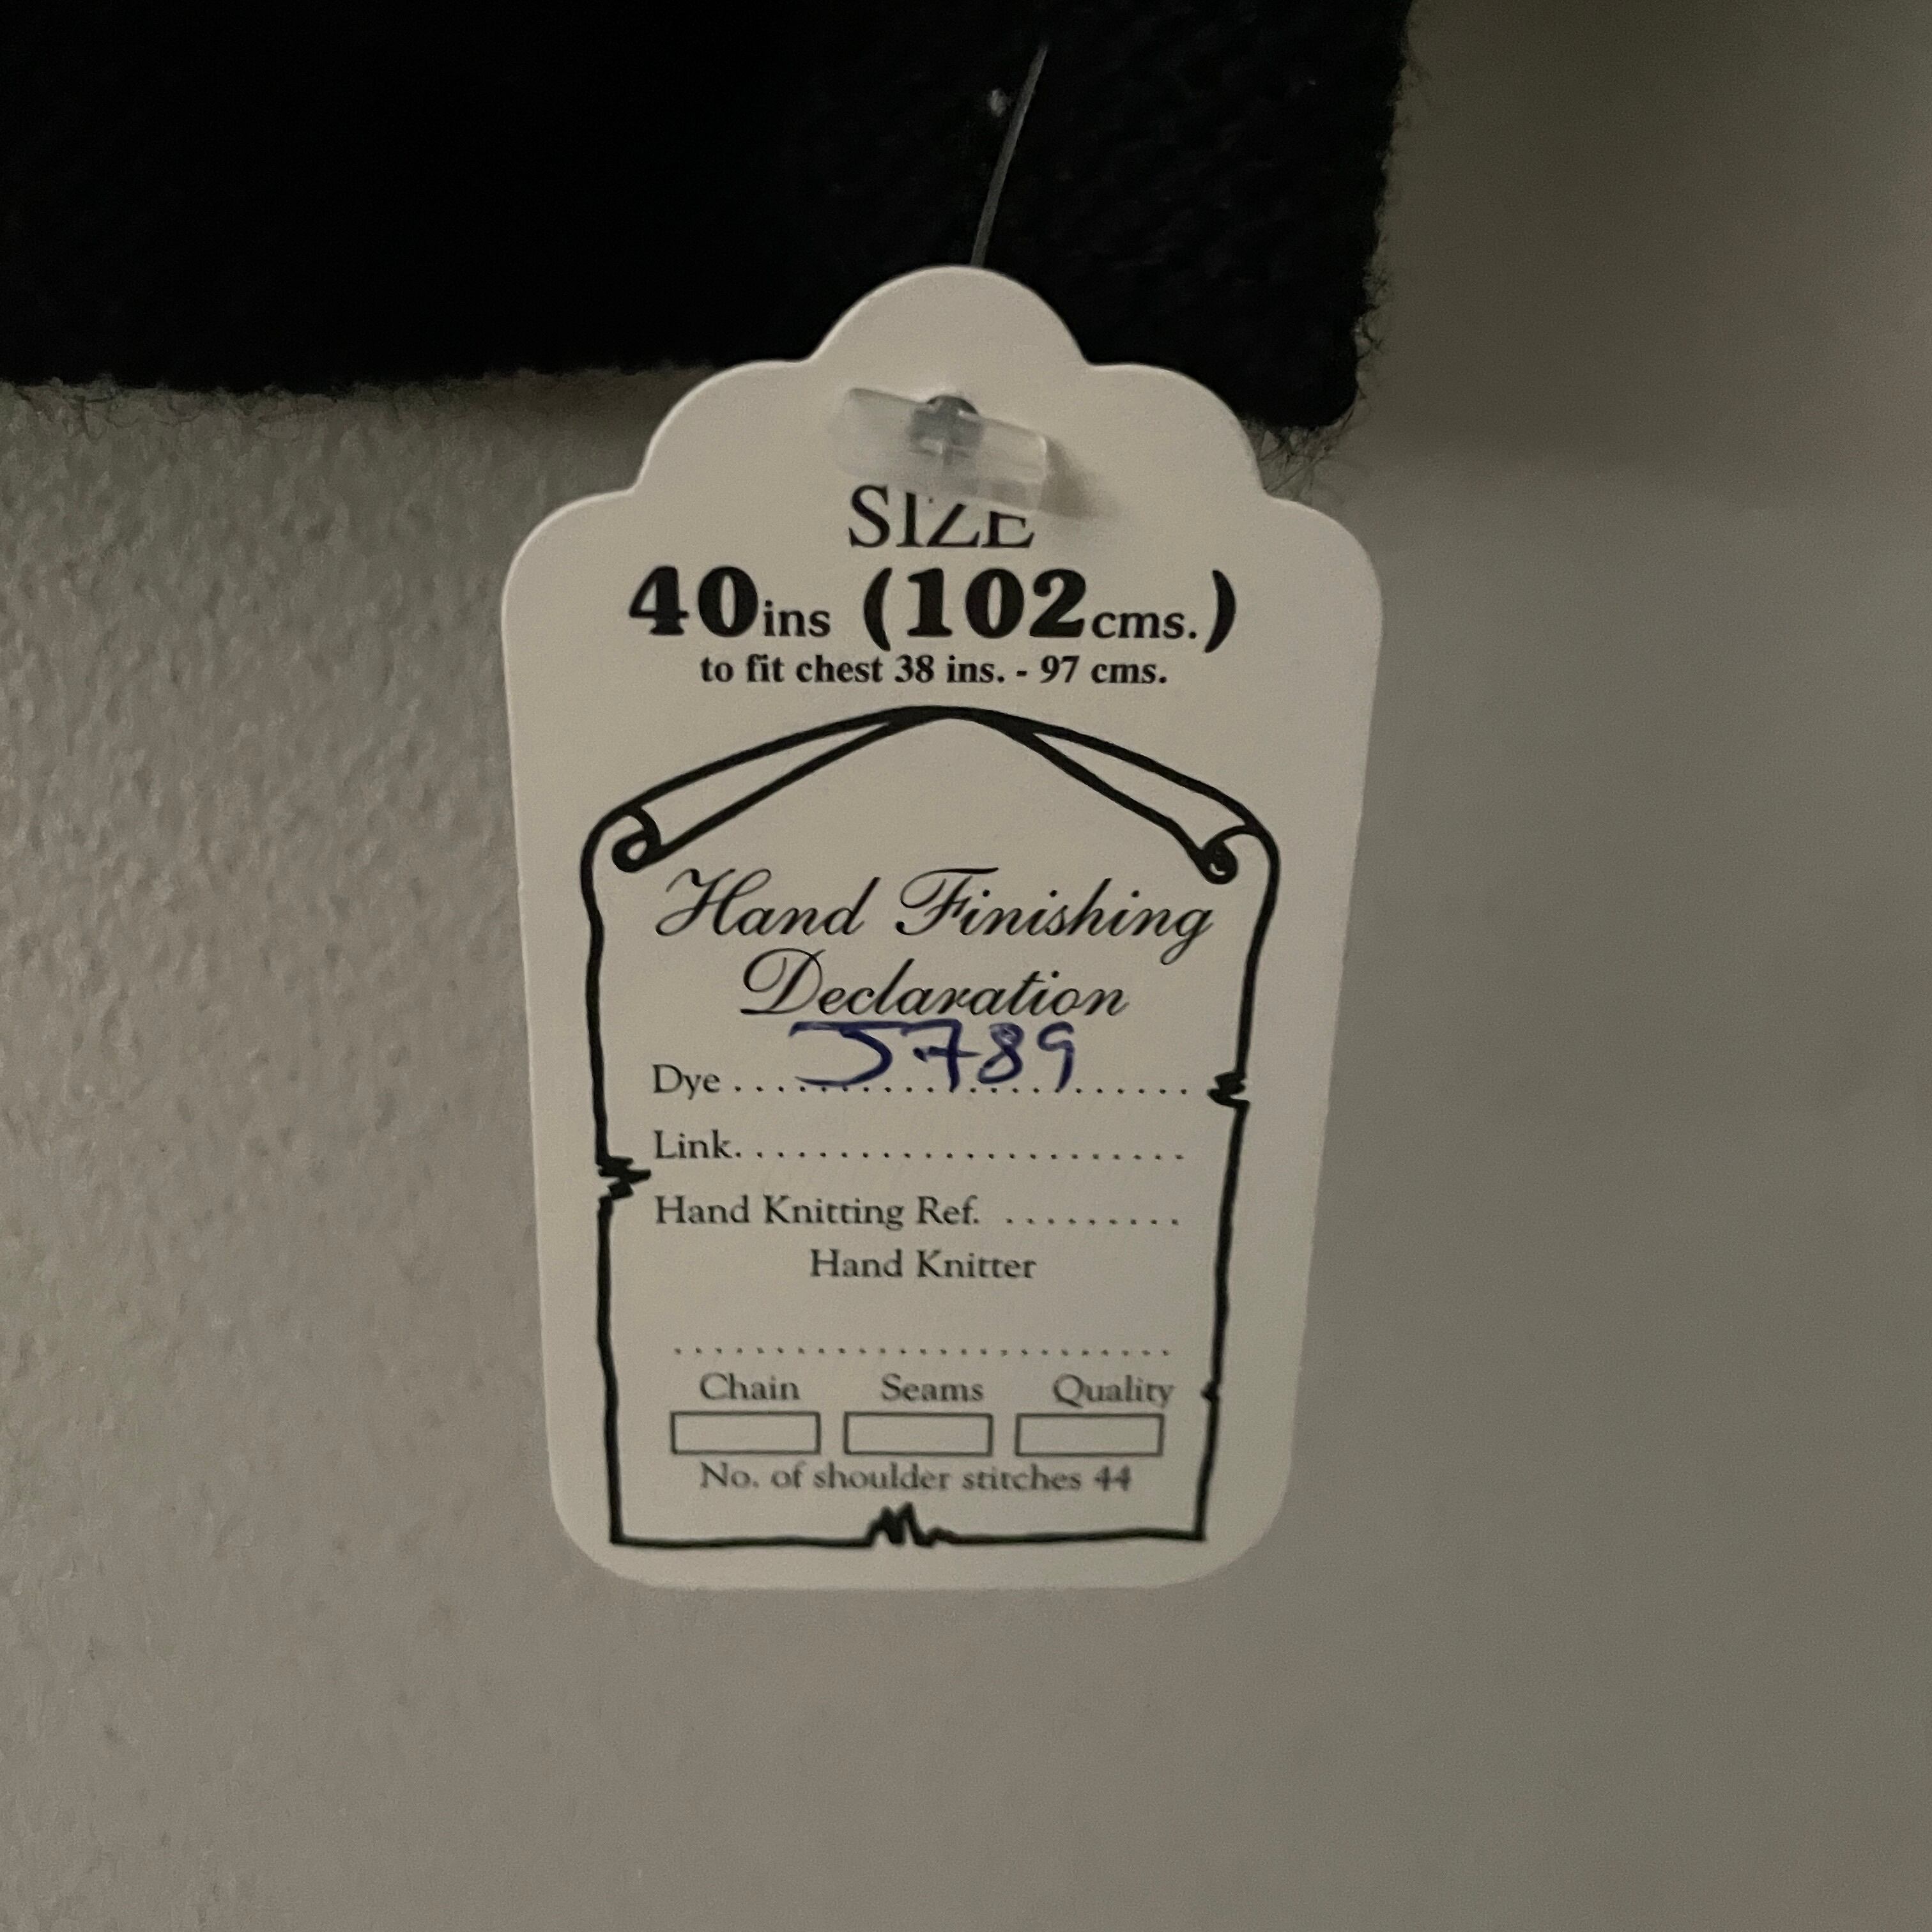 SIZE
40ins (102cms.)
to fit chest 38 ins. - 97 cms.
Hand Finishing
Declaration
Dye.......J789.......
Link.......................
Hand Knitting Ref. .........
Hand Knitter
..........................
Chain Seams Quality
No. of shoulder stitches 44